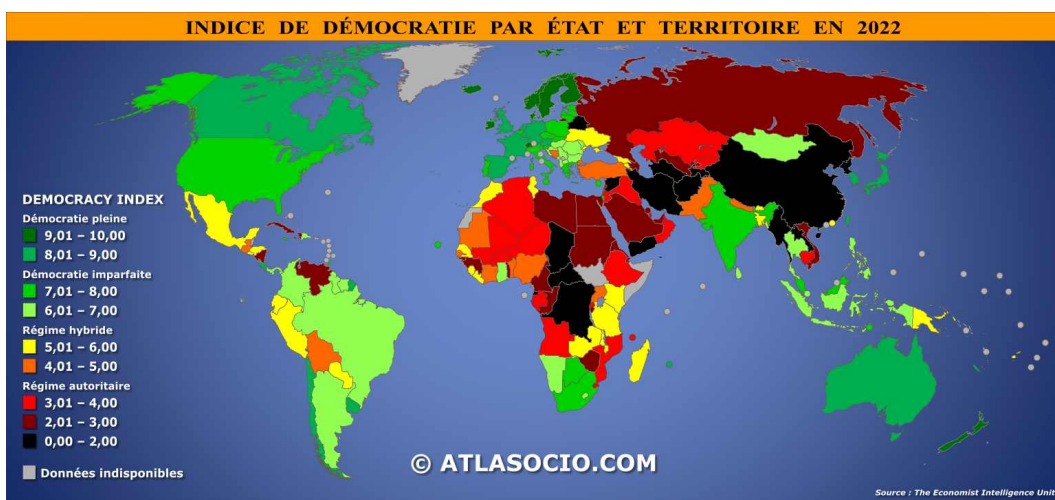 INDICE DE DÉMOCRATIE PAR ÉTAT ET TERRITOIRE EN 2022
DEMOCRACY INDEX
Démocratie pleine
9,01 – 10,00
8,01 – 9,00
Démocratie imparfaite
7,01 – 8,00
6,01 – 7,00
Régime hybride
5,01 – 6,00
4,01 – 5,00
Régime autoritaire
3,01 – 4,00
2,01 – 3,00
0,00 – 2,00
Données indisponibles
© ATLASOCIO.COM
Source : The Economist Intelligence Unit